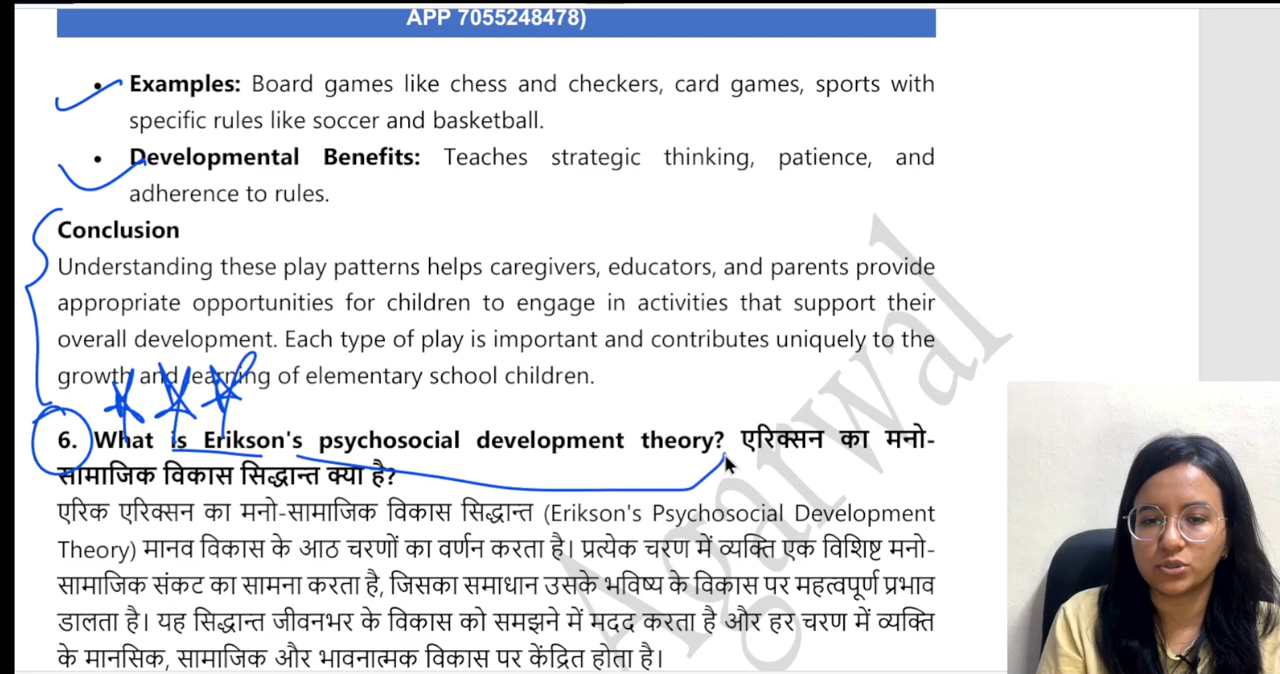 APP 7055248478)
• Examples: Board games like chess and checkers, card games, sports with
specific rules like soccer and basketball.
• Developmental Benefits: Teaches strategic thinking, patience, and
adherence to rules.
Conclusion
Understanding these play patterns helps caregivers, educators, and parents provide
appropriate opportunities for children to engage in activities that support their
overall development. Each type of play is important and contributes uniquely to the
growth and learning of elementary school children.
6. What is Erikson's psychosocial development theory? एरिक्सन का मनो-
सामाजिक विकास सिद्धान्त क्या है?
एरिक एरिक्सन का मनो-सामाजिक विकास सिद्धान्त (Erikson's Psychosocial Development
Theory) मानव विकास के आठ चरणों का वर्णन करता है। प्रत्येक चरण में व्यक्ति एक विशिष्ट मनो-
सामाजिक संकट का सामना करता है, जिसका समाधान उसके भविष्य के विकास पर महत्वपूर्ण प्रभाव
डालता है। यह सिद्धान्त जीवनभर के विकास को समझने में मदद करता है और हर चरण में व्यक्ति
के मानसिक, सामाजिक और भावनात्मक विकास पर केंद्रित होता है।
Agarwal